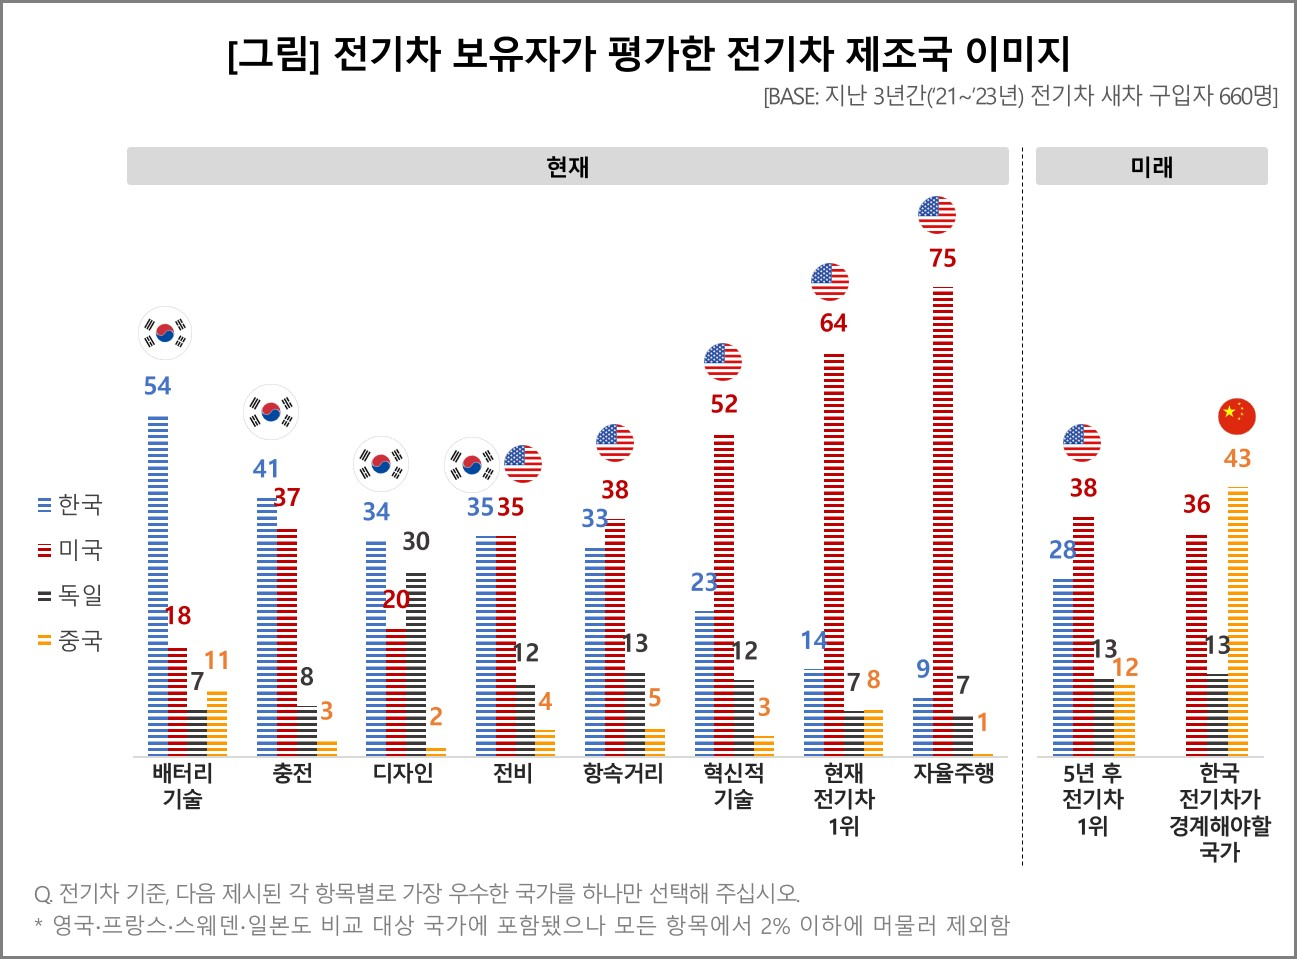 [그림] 전기차 보유자가 평가한 전기차 제조국 이미지
[BASE: 지난 3년간(‘21~’23년) 전기차 새차 구입자 660명]
현재
미래
한국
미국
독일
중국
54
18
7
11
41
37
8
3
34
20
30
2
35
35
12
4
33
38
13
5
23
52
12
3
14
64
7
8
9
75
7
1
28
38
13
12
36
13
43
배터리
기술
충전
디자인
전비
항속거리
혁신적
기술
현재
전기차
1위
자율주행
5년 후
전기차
1위
한국
전기차가
경계해야할
국가
Q. 전기차 기준, 다음 제시된 각 항목별로 가장 우수한 국가를 하나만 선택해 주십시오.
* 영국·프랑스·스웨덴·일본도 비교 대상 국가에 포함됐으나 모든 항목에서 2% 이하에 머물러 제외함